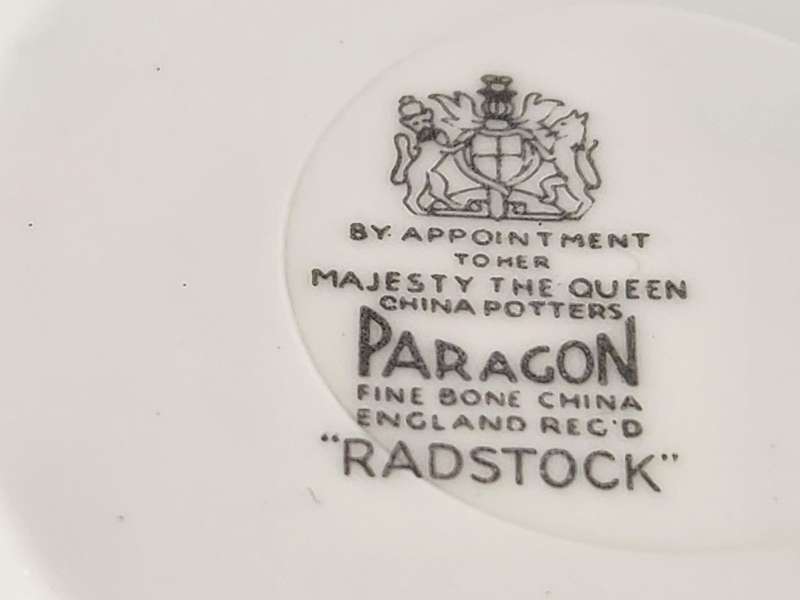 BY APPOINTMENT
TO HER
MAJESTY THE QUEEN
CHINA POTTERS
PARAGON
FINE BONE CHINA
ENGLAND REG'D
"RADSTOCK"